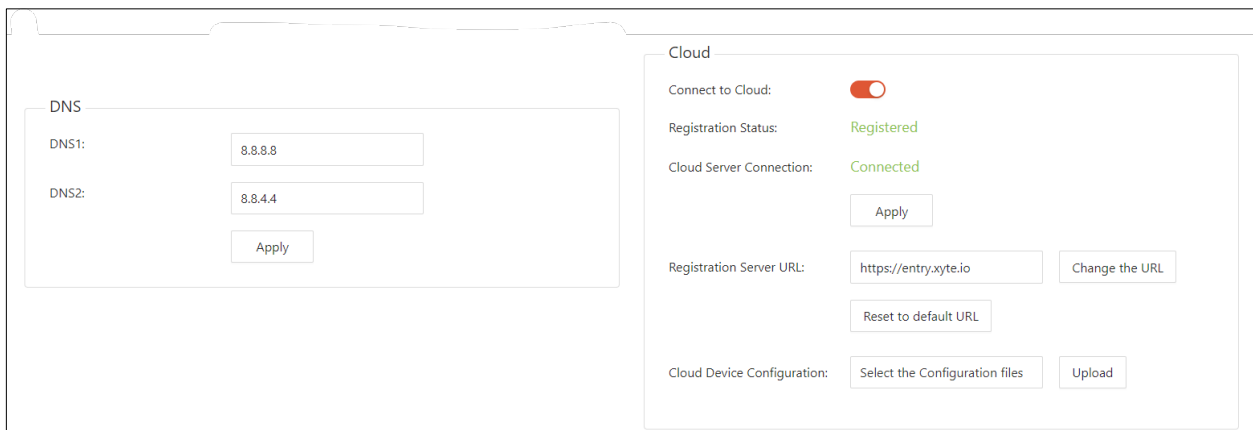 DNS
DNS1:
8.8.8.8
DNS2:
8.8.4.4
Apply
Cloud
Connect to Cloud:
Registration Status: Registered
Cloud Server Connection: Connected
Apply
Registration Server URL: https://entry.xyte.io Change the URL
Reset to default URL
Cloud Device Configuration: Select the Configuration files Upload